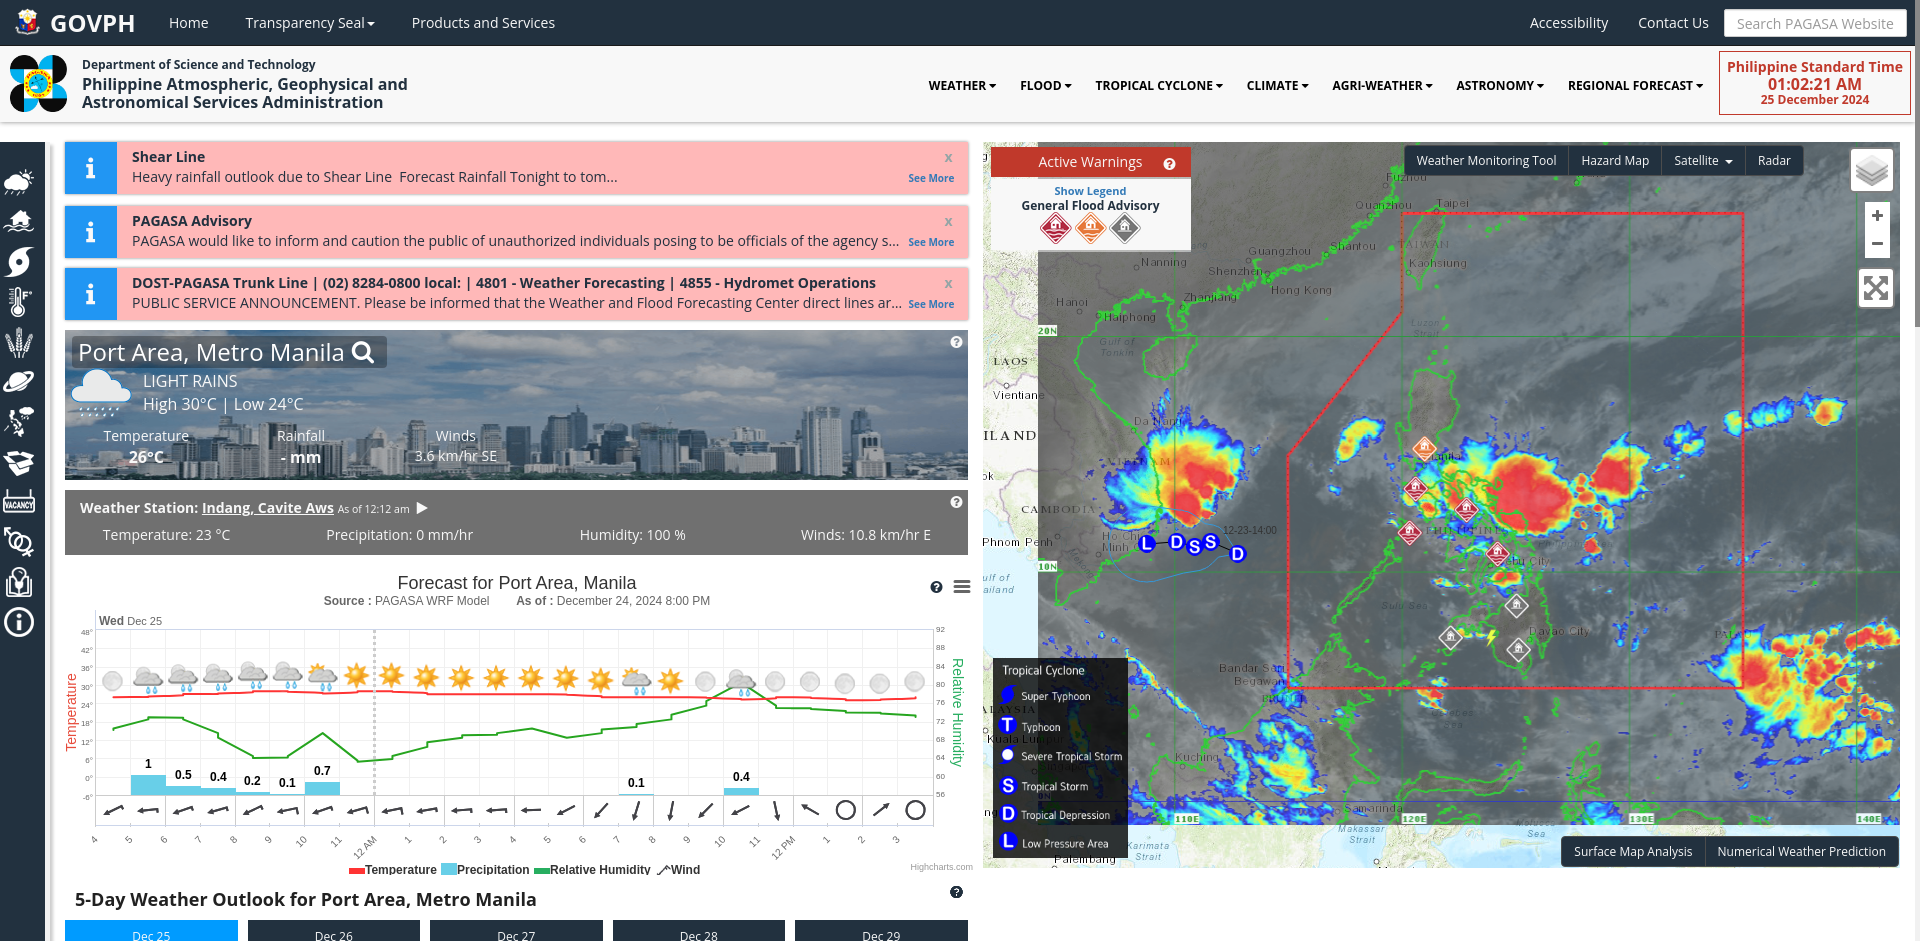 GOVPH
Home
Transparency Seal
Products and Services
Accessibility
Contact Us
Search PAGASA Website
Department of Science and Technology
Philippine Atmospheric, Geophysical and
Astronomical Services Administration
WEATHER
FLOOD
TROPICAL CYCLONE
CLIMATE
AGRI-WEATHER
ASTRONOMY
REGIONAL FORECAST
Philippine Standard Time
01:02:21 AM
25 December 2024
Shear Line
x
Heavy rainfall outlook due to Shear Line Forecast Rainfall Tonight to tom...
See More
PAGASA Advisory
x
PAGASA would like to inform and caution the public of unauthorized individuals posing to be officials of the agency s...
See More
DOST-PAGASA Trunk Line | (02) 8284-0800 local: | 4801 - Weather Forecasting | 4855 - Hydromet Operations
x
PUBLIC SERVICE ANNOUNCEMENT. Please be informed that the Weather and Flood Forecasting Center direct lines ar...
See More
VACANCY
Port Area, Metro Manila
LIGHT RAINS
High 30°C | Low 24°C
Temperature
Rainfall
Winds
26°C
- mm
3.6 km/hr SE
Weather Station: Indang, Cavite Aws As of 12:12 am
Temperature: 23 °C
Precipitation: 0 mm/hr
Humidity: 100 %
Winds: 10.8 km/hr E
Forecast for Port Area, Manila
Source : PAGASA WRF Model As of : December 24, 2024 8:00 PM
Wed Dec 25
Temperature
48°
42°
36°
30°
24°
18°
12°
6°
0°
-6°
Relative Humidity
92
88
84
80
76
72
68
64
60
56
1
0.5
0.4
0.2
0.1
0.7
0.1
0.4
4 5 6 7 8 9 10 11 12 AM 1 2 3 4 5 6 7 8 9 10 11 12 PM 1 2 3
Temperature Precipitation Relative Humidity Wind
Highcharts.com
5-Day Weather Outlook for Port Area, Metro Manila
Dec 25
Dec 26
Dec 27
Dec 28
Dec 29
Active Warnings
Show Legend
General Flood Advisory
Weather Monitoring Tool
Hazard Map
Satellite
Radar
+
−
Fuzhou
Quanzhou
Taipei
TAIWAN
Kaohsiung
Guangzhou
Shantou
Nanning
Shenzhen
Hong Kong
Hanoi
Zhanjiang
Haiphong
20N
Luzon
Strait
Gulf of
Tonkin
LAOS
Vientiane
Da Nang
ILAND
VIETNAM
CAMBODIA
Phnom Penh
Ho Chi
Minh
12-23-14:00
L D S S D
10N
ulf of
ailand
Sulu Sea
Davao City
Bandar Seri
Begawan
Kuching
Samarinda
Makassar
Strait
Karimata
Strait
Palembang
Sea
110E
120E
130E
140E
Tropical Cyclone
Super Typhoon
T Typhoon
Severe Tropical Storm
S Tropical Storm
D Tropical Depression
L Low Pressure Area
Surface Map Analysis
Numerical Weather Prediction